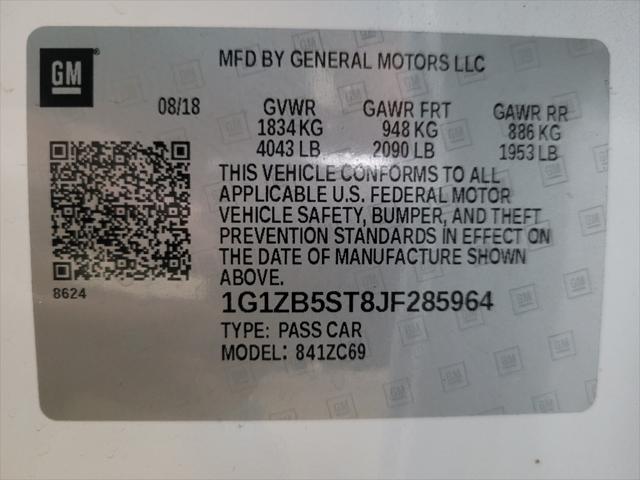 GM
MFD BY GENERAL MOTORS LLC
08/18 GVWR GAWR FRT GAWR RR
1834 KG 948 KG 886 KG
4043 LB 2090 LB 1953 LB
THIS VEHICLE CONFORMS TO ALL
APPLICABLE U.S. FEDERAL MOTOR
VEHICLE SAFETY, BUMPER, AND THEFT
PREVENTION STANDARDS IN EFFECT ON
THE DATE OF MANUFACTURE SHOWN
ABOVE.
8624
1G1ZB5ST8JF285964
TYPE: PASS CAR
MODEL: 841ZC69